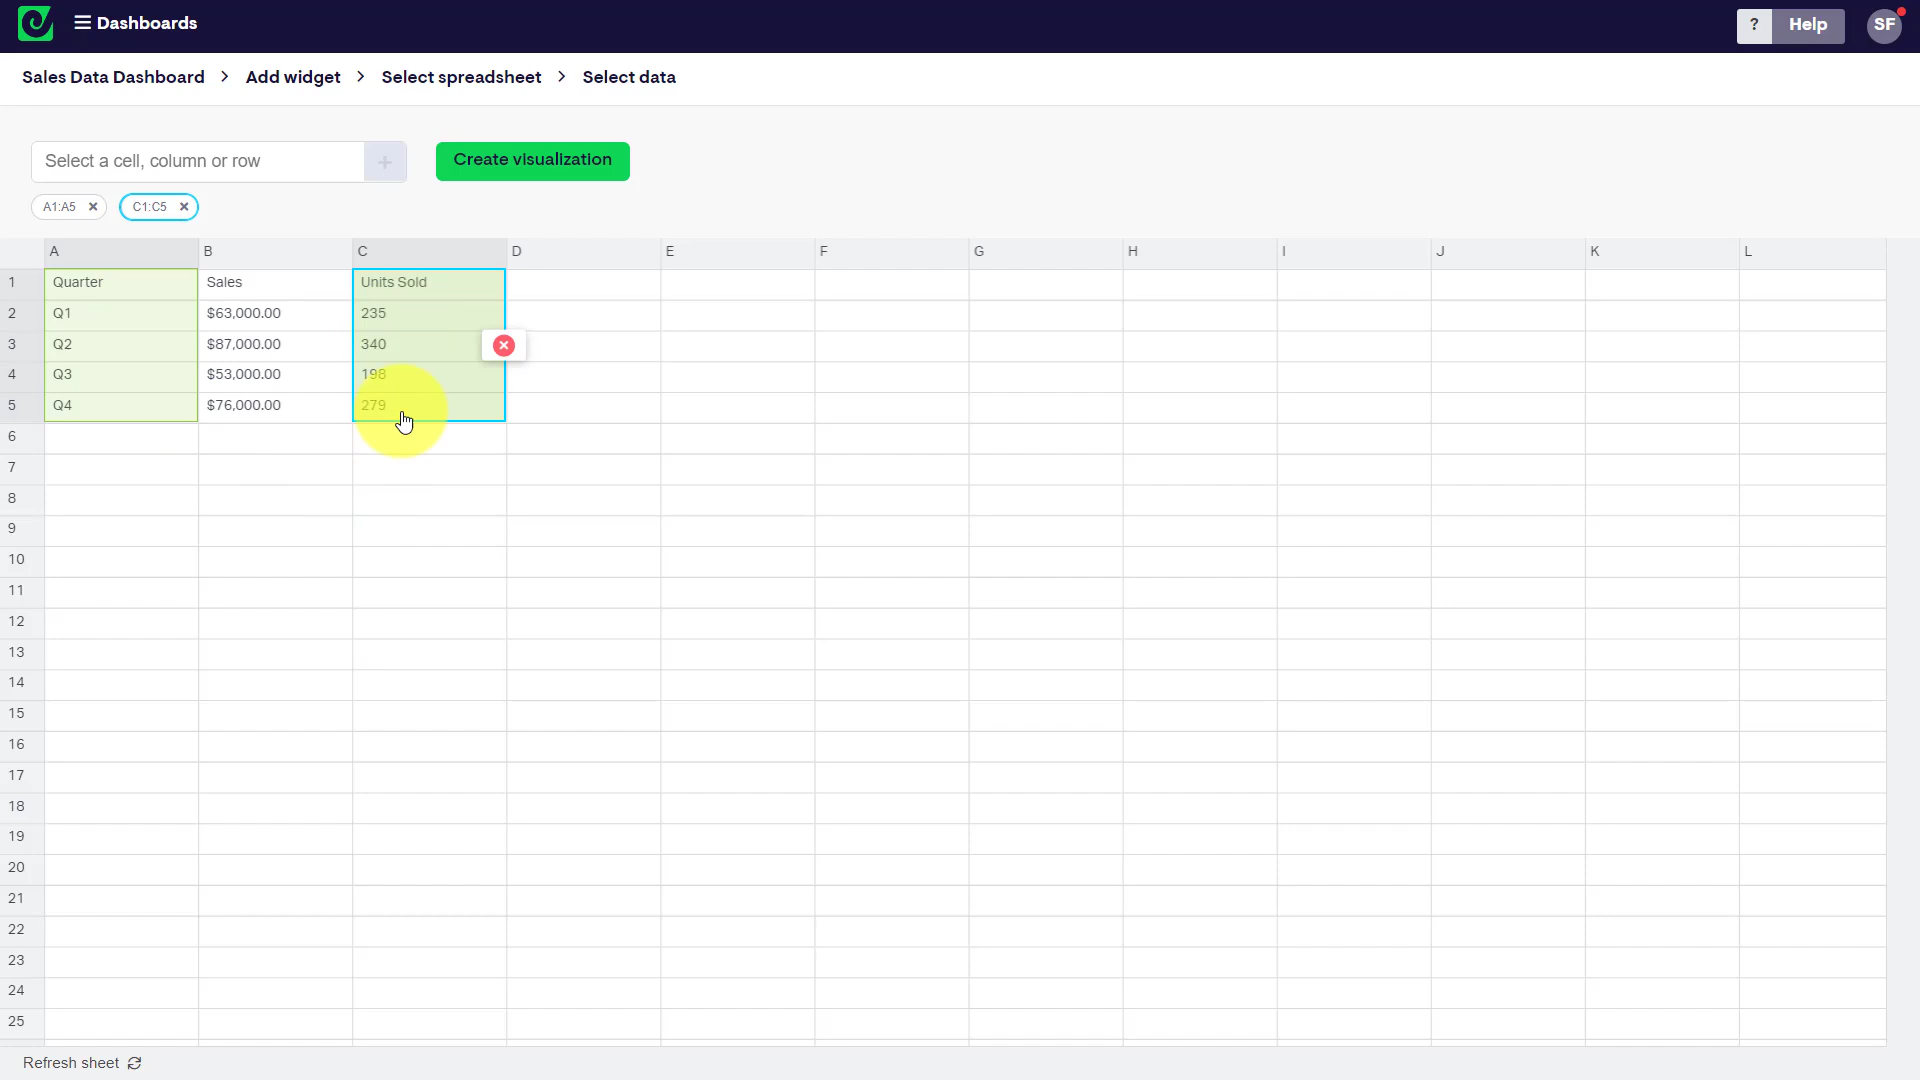 Dashboards
? Help SF
Sales Data Dashboard > Add widget > Select spreadsheet > Select data
Select a cell, column or row + Create visualization
A1:A5 × C1:C5 ×
A B C D E F G H I J K L
1 Quarter Sales Units Sold
2 Q1 $63,000.00 235
3 Q2 $87,000.00 340
4 Q3 $53,000.00 198
5 Q4 $76,000.00 279
6
7
8
9
10
11
12
13
14
15
16
17
18
19
20
21
22
23
24
25
Refresh sheet